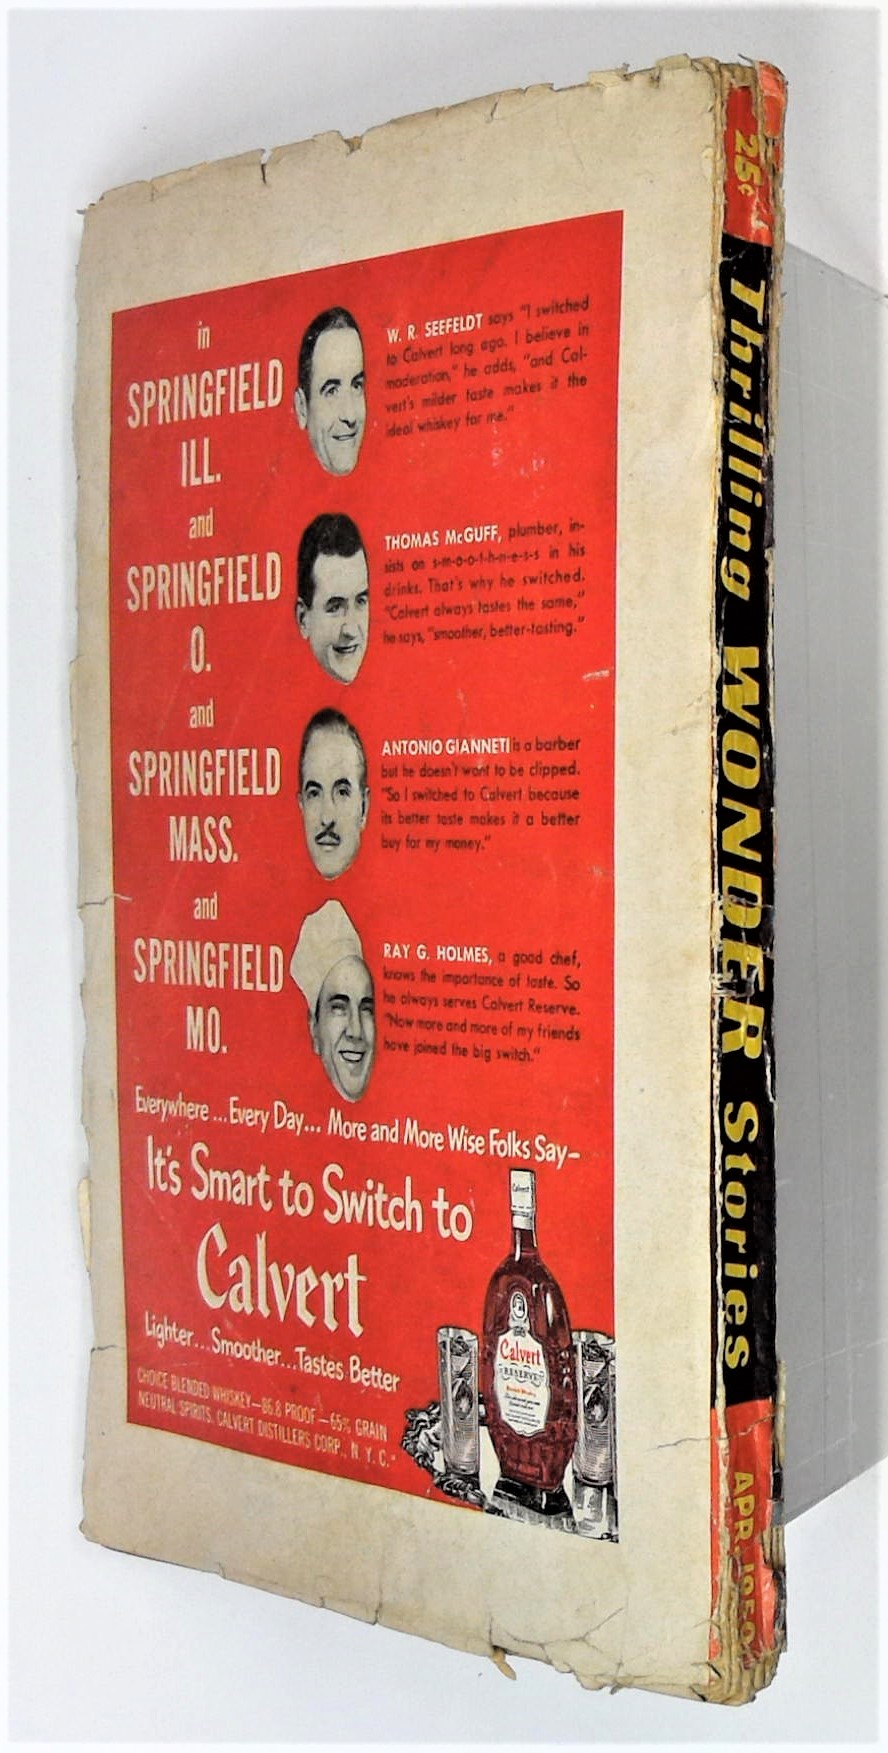 in
SPRINGFIELD
ILL.
and
SPRINGFIELD
O.
and
SPRINGFIELD
MASS.
and
SPRINGFIELD
MO.
W. R. SEEFELDT says "I switched
to Calvert long ago. I believe in
moderation," he adds, "and Cal-
vert's milder taste makes it the
ideal whiskey for me."
THOMAS McGUFF, plumber, in-
sists on s-m-o-o-t-h-n-e-s-s in his
drinks. That's why he switched.
"Calvert always tastes the same,"
he says, "smoother, better-tasting."
ANTONIO GIANNETI is a barber
but he doesn't want to be clipped.
"So I switched to Calvert because
its better taste makes it a better
buy for my money."
RAY G. HOLMES, a good chef,
knows the importance of taste. So
he always serves Calvert Reserve.
"Now more and more of my friends
have joined the big switch."
Everywhere...Every Day... More and More Wise Folks Say—
It's Smart to Switch to
Calvert
Lighter...Smoother...Tastes Better
CHOICE BLENDED WHISKEY—86.8 PROOF—65% GRAIN
NEUTRAL SPIRITS. CALVERT DISTILLERS CORP., N. Y. C.
Calvert
Calvert
RESERVE
25¢
Thrilling WONDER Stories
APR. 1950